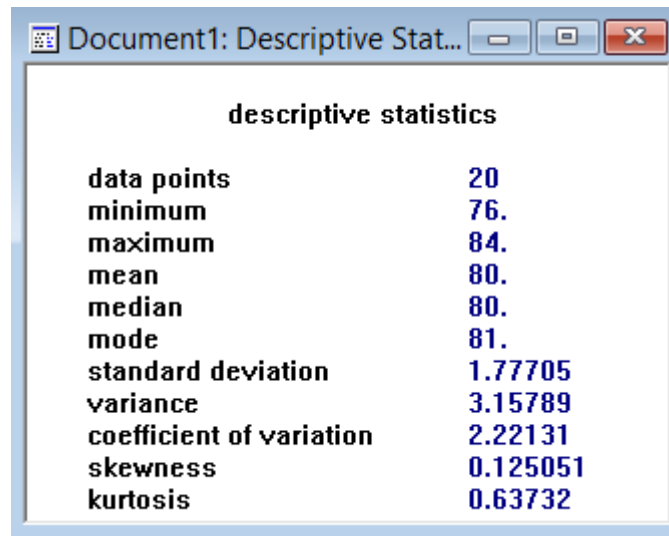 Document1: Descriptive Stat...
descriptive statistics
data points 20
minimum 76.
maximum 84.
mean 80.
median 80.
mode 81.
standard deviation 1.77705
variance 3.15789
coefficient of variation 2.22131
skewness 0.125051
kurtosis 0.63732